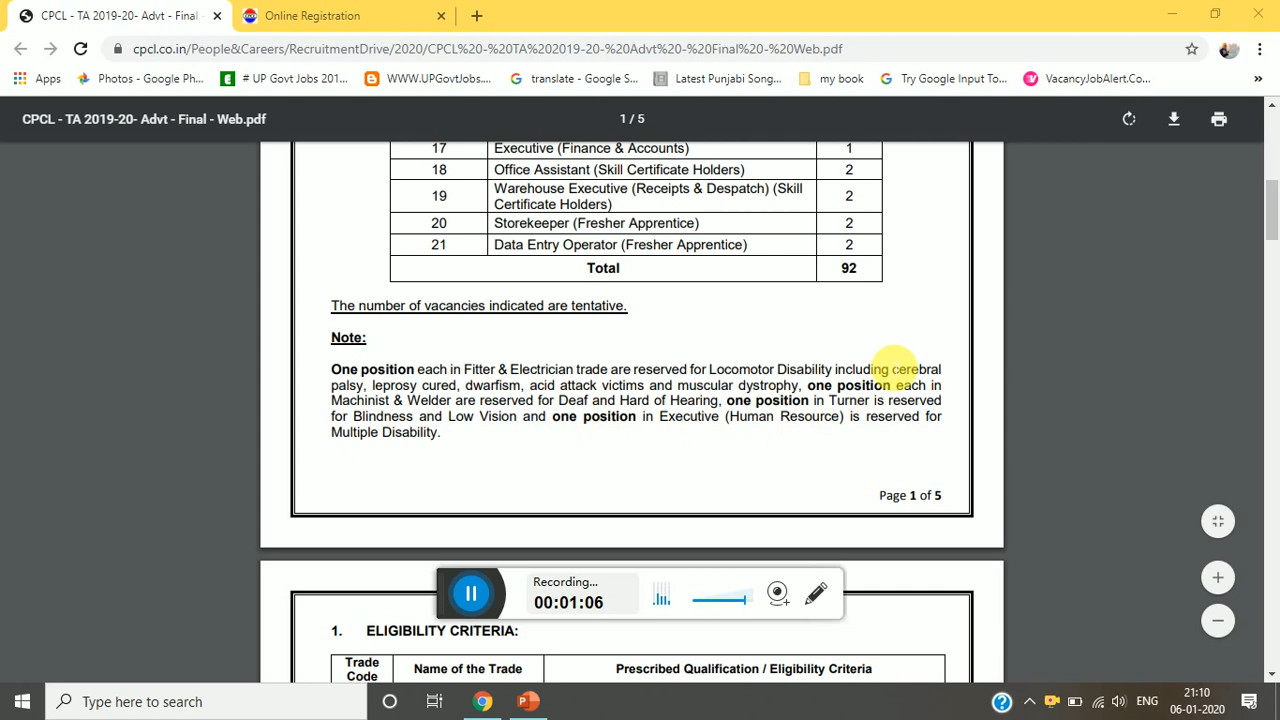 CPCL - TA 2019-20- Advt - Final
Online Registration
cpcl.co.in/People&Careers/RecruitmentDrive/2020/CPCL%20-%20TA%202019-20-%20Advt%20-%20Final%20-%20Web.pdf
Apps
Photos - Google Ph...
# UP Govt Jobs 201...
WWW.UPGovtJobs....
translate - Google S...
Latest Punjabi Song...
my book
Try Google Input To...
VacancyJobAlert.Co...
CPCL - TA 2019-20- Advt - Final - Web.pdf
1 / 5
17 Executive (Finance & Accounts) 1
18 Office Assistant (Skill Certificate Holders) 2
19 Warehouse Executive (Receipts & Despatch) (Skill Certificate Holders) 2
20 Storekeeper (Fresher Apprentice) 2
21 Data Entry Operator (Fresher Apprentice) 2
Total 92
The number of vacancies indicated are tentative.
Note:
One position each in Fitter & Electrician trade are reserved for Locomotor Disability including cerebral
palsy, leprosy cured, dwarfism, acid attack victims and muscular dystrophy, one position each in
Machinist & Welder are reserved for Deaf and Hard of Hearing, one position in Turner is reserved
for Blindness and Low Vision and one position in Executive (Human Resource) is reserved for
Multiple Disability.
Page 1 of 5
Recording...
00:01:06
1. ELIGIBILITY CRITERIA:
Trade Code
Name of the Trade
Prescribed Qualification / Eligibility Criteria
Type here to search
ENG
21:10
06-01-2020